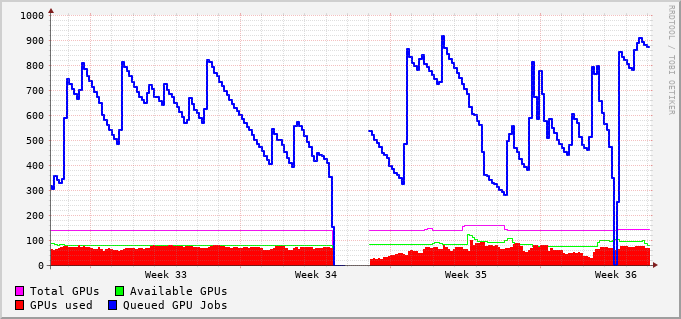 1000
900
800
700
600
500
400
300
200
100
0
Week 33 Week 34 Week 35 Week 36
Total GPUs Available GPUs
GPUs used Queued GPU Jobs
RRDTOOL / TOBI OETIKER